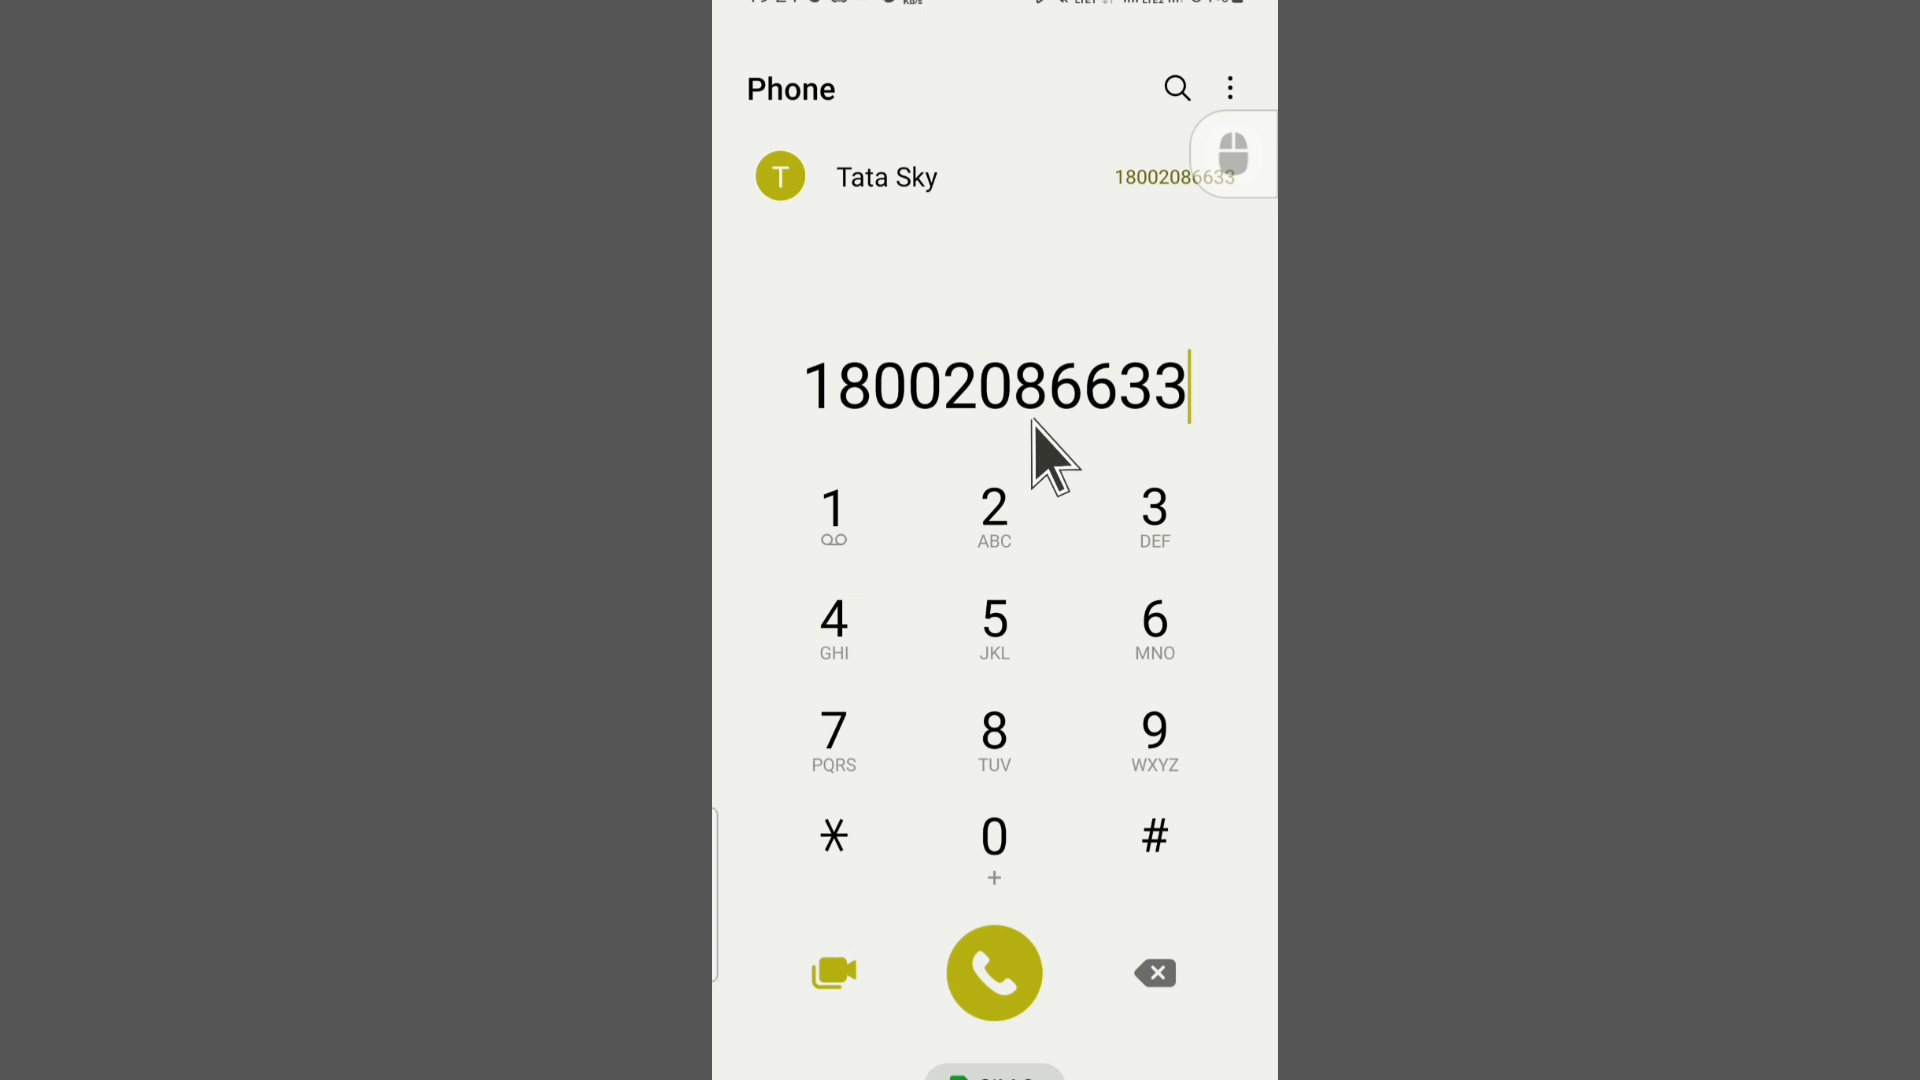 Phone
T Tata Sky 18002086633
18002086633
1 2 3
ABC DEF
4 5 6
GHI JKL MNO
7 8 9
PQRS TUV WXYZ
* 0 #
+